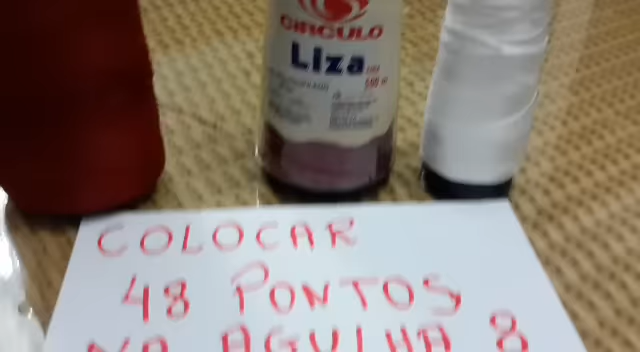 CIRCULO
Liza
COLOCAR
48 PONTOS
NA AGULHA 8